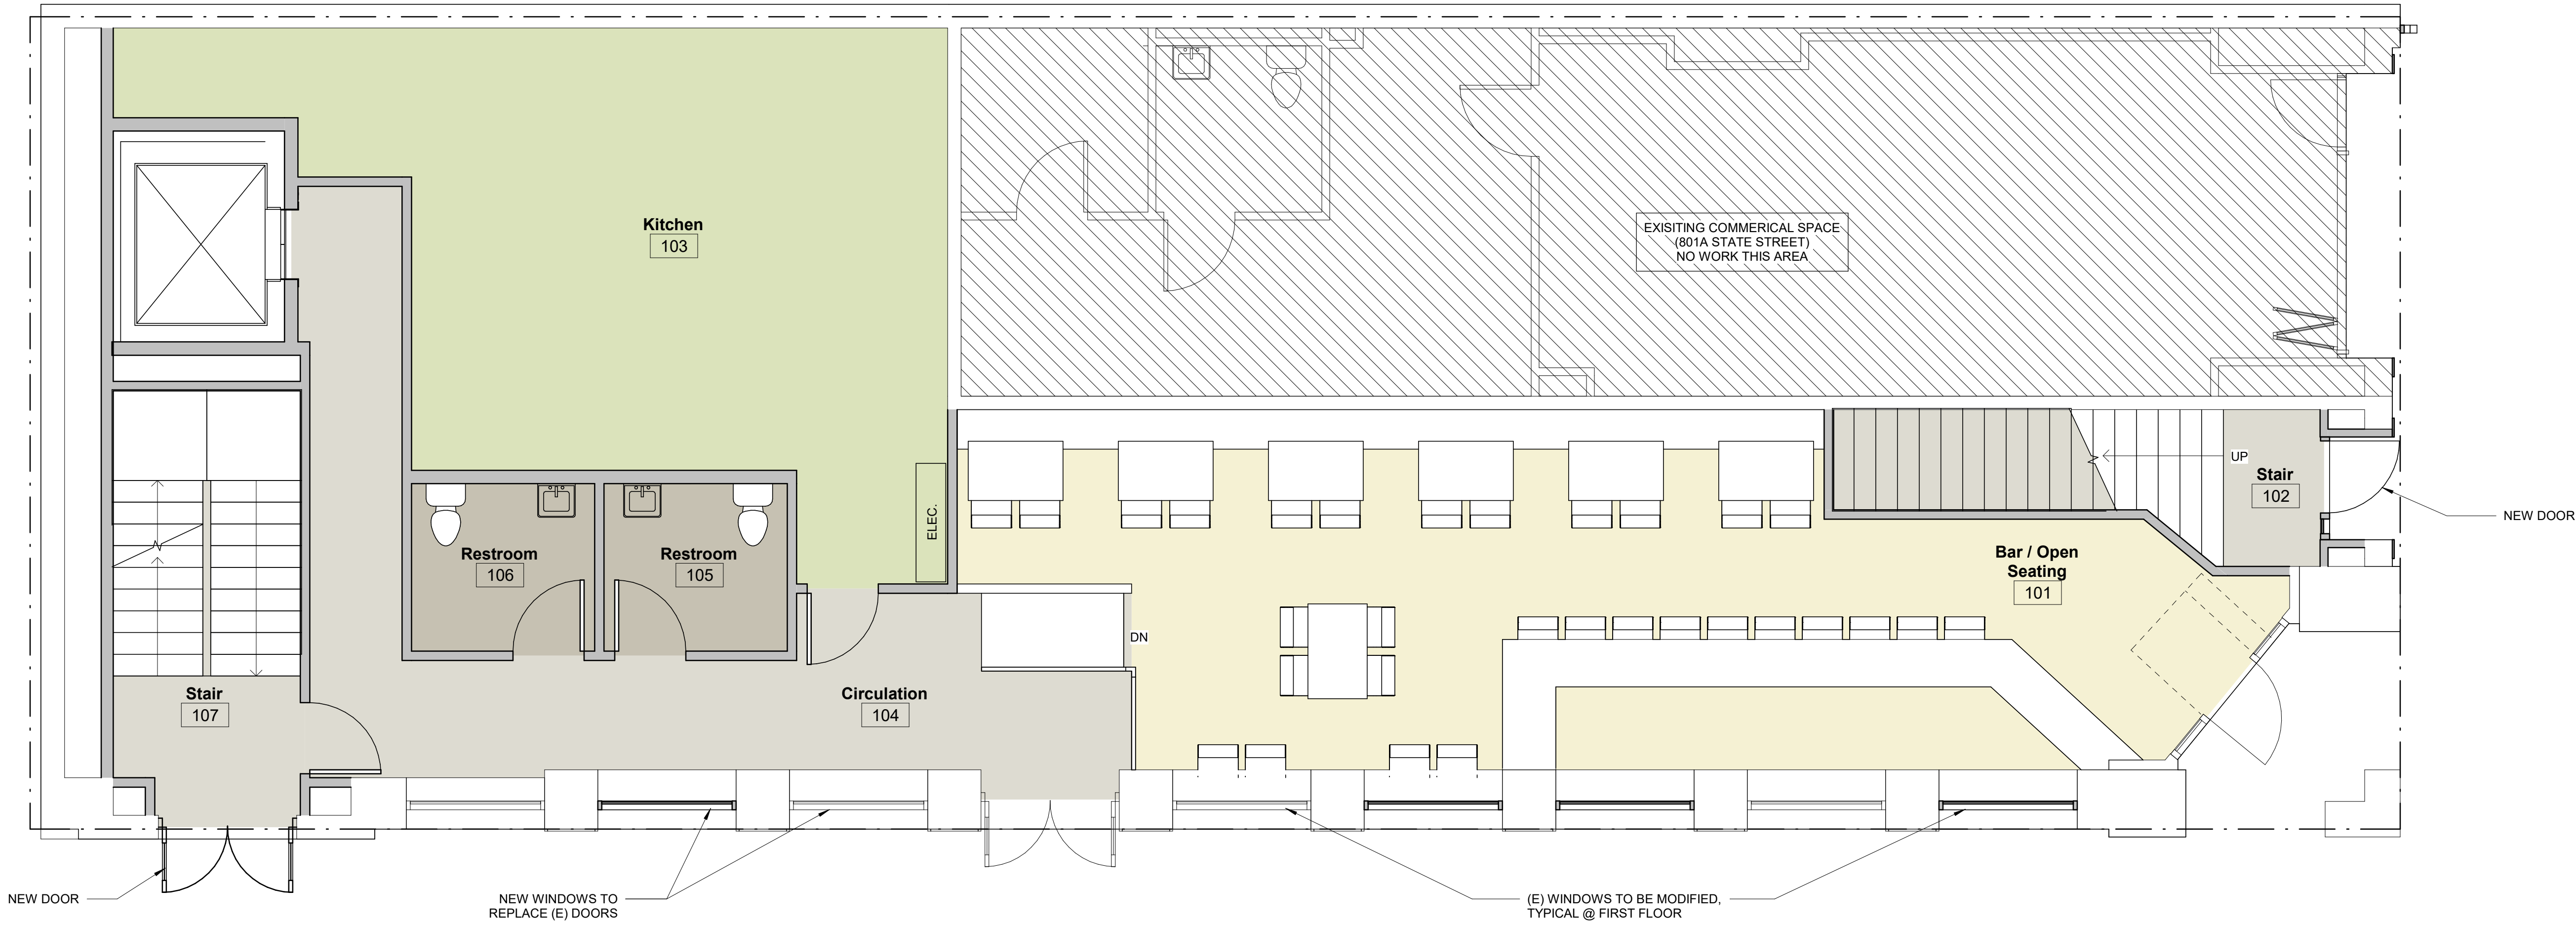 Kitchen
103
EXISITING COMMERICAL SPACE
(801A STATE STREET)
NO WORK THIS AREA
UP
Stair
102
NEW DOOR
ELEC.
Restroom
106
Restroom
105
Bar / Open
Seating
101
DN
Stair
107
Circulation
104
NEW DOOR
NEW WINDOWS TO
REPLACE (E) DOORS
(E) WINDOWS TO BE MODIFIED,
TYPICAL @ FIRST FLOOR